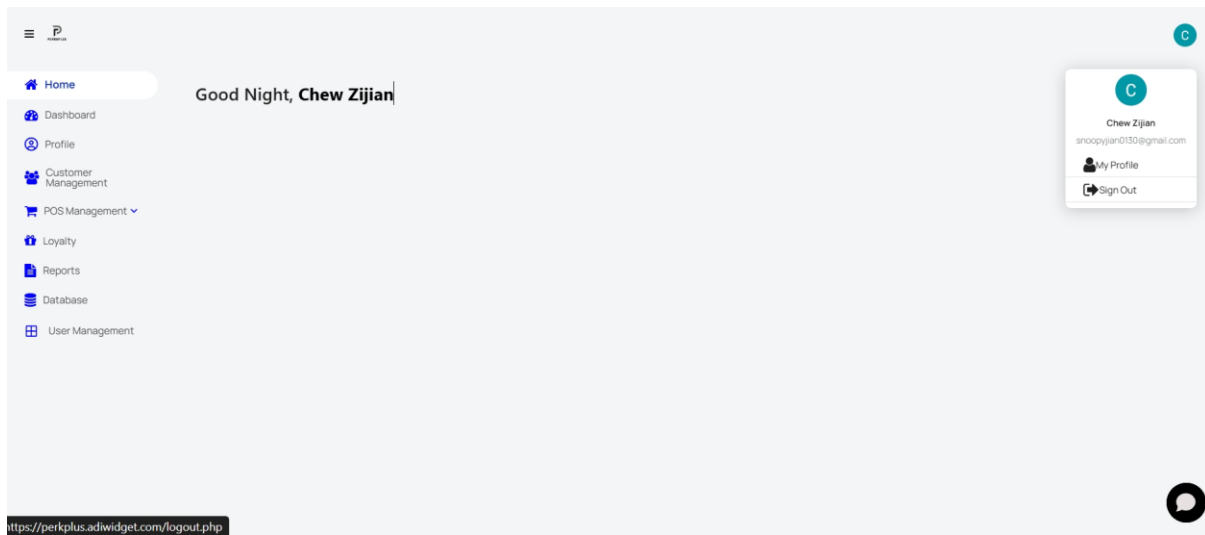 PERKPLUS
C
Home
Good Night, Chew Zijian
Dashboard
Profile
Customer
Management
POS Management
Loyalty
Reports
Database
User Management
C
Chew Zijian
snoopyjian0130@gmail.com
My Profile
Sign Out
https://perkplus.adiwidget.com/logout.php